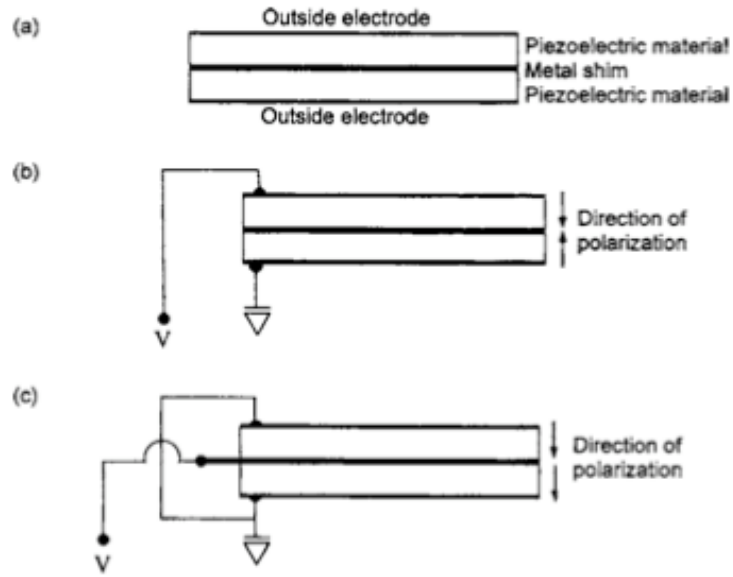 (a)
Outside electrode
Piezoelectric material
Metal shim
Piezoelectric material
Outside electrode
(b)
Direction of
polarization
V
(c)
Direction of
polarization
V